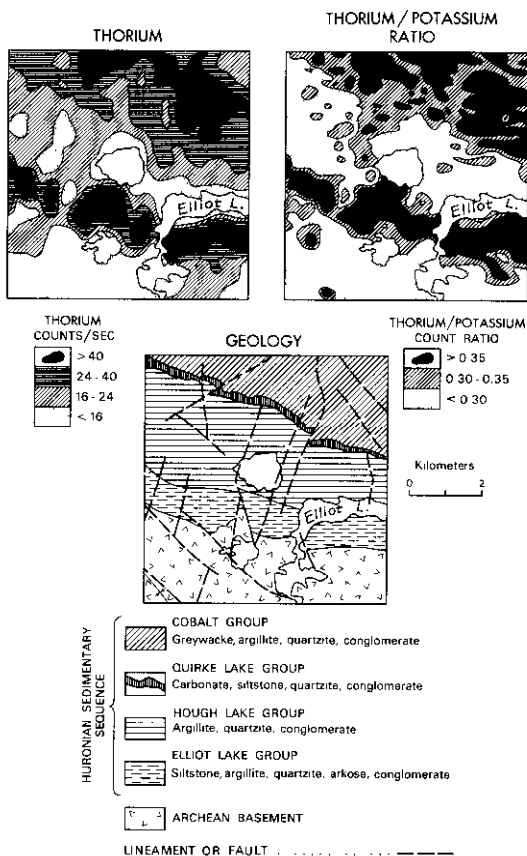 THORIUM
THORIUM/POTASSIUM
RATIO
Elliot L.
Elliot L.
THORIUM
COUNTS/SEC
> 40
24 - 40
16 - 24
< 16
GEOLOGY
THORIUM/POTASSIUM
COUNT RATIO
> 0 35
0 30 - 0.35
< 0 30
Kilometers
0 2
Elliot L.
HURONIAN SEDIMENTARY
SEQUENCE
COBALT GROUP
Greywacke, argillite, quartzite, conglomerate
QUIRKE LAKE GROUP
Carbonate, siltstone, quartzite, conglomerate
HOUGH LAKE GROUP
Argillite, quartzite, conglomerate
ELLIOT LAKE GROUP
Siltstone, argillite, quartzite, arkose, conglomerate
ARCHEAN BASEMENT
LINEAMENT OR FAULT